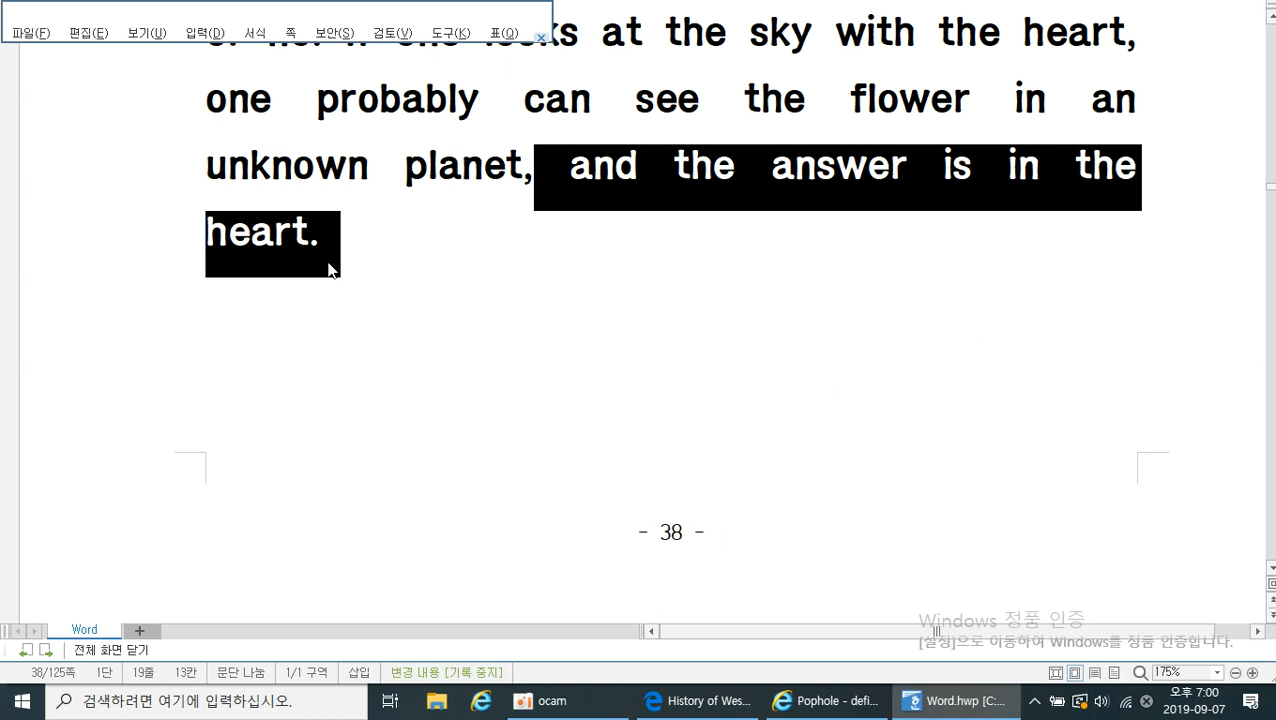 파일(F) 편집(E) 보기(U) 입력(D) 서식 쪽 보안(S) 검토(V) 도구(K) 표(Q)
looks at the sky with the heart,
one probably can see the flower in an
unknown planet, and the answer is in the
heart.
- 38 -
Windows 정품 인증
[설정]으로 이동하여 Windows를 정품 인증합니다.
Word
전체 화면 닫기
38/125쪽 1단 19줄 13칸 문단 나눔 1/1 구역 삽입 변경 내용 [기록 중지] 175%
검색하려면 여기에 입력하십시오. ocam History of Wes... Pophole - defi... Word.hwp [C:... 오후 7:00
2019-09-07